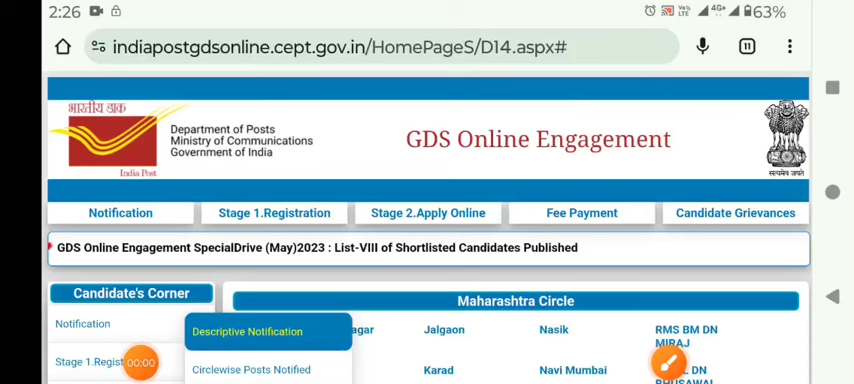 2:26
Yes LTE
4G+
63%
indiapostgdsonline.cept.gov.in/HomePageS/D14.aspx#
11
भारतीय डाक
India Post
Department of Posts
Ministry of Communications
Government of India
GDS Online Engagement
सत्यमेव जयते
Notification
Stage 1.Registration
Stage 2.Apply Online
Fee Payment
Candidate Grievances
GDS Online Engagement SpecialDrive (May)2023 : List-VIII of Shortlisted Candidates Published
Candidate's Corner
Maharashtra Circle
Notification
Descriptive Notification
agar
Jalgaon
Nasik
RMS BM DN
MIRAJ
Stage 1.Regist
00:00
Circlewise Posts Notified
Karad
Navi Mumbai
DN
BHUSAWAL